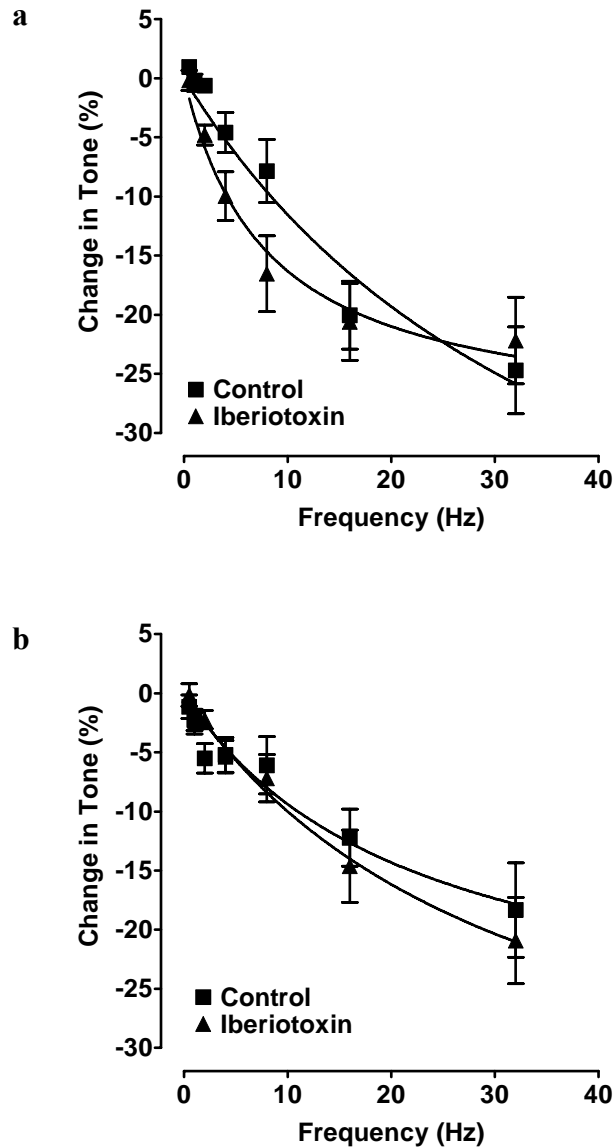 a
5
0
-5
-10
-15
-20
-25
-30
Change in Tone (%)
Control
Iberiotoxin
0 10 20 30 40
Frequency (Hz)
b
5
0
-5
-10
-15
-20
-25
-30
Change in Tone (%)
Control
Iberiotoxin
0 10 20 30 40
Frequency (Hz)